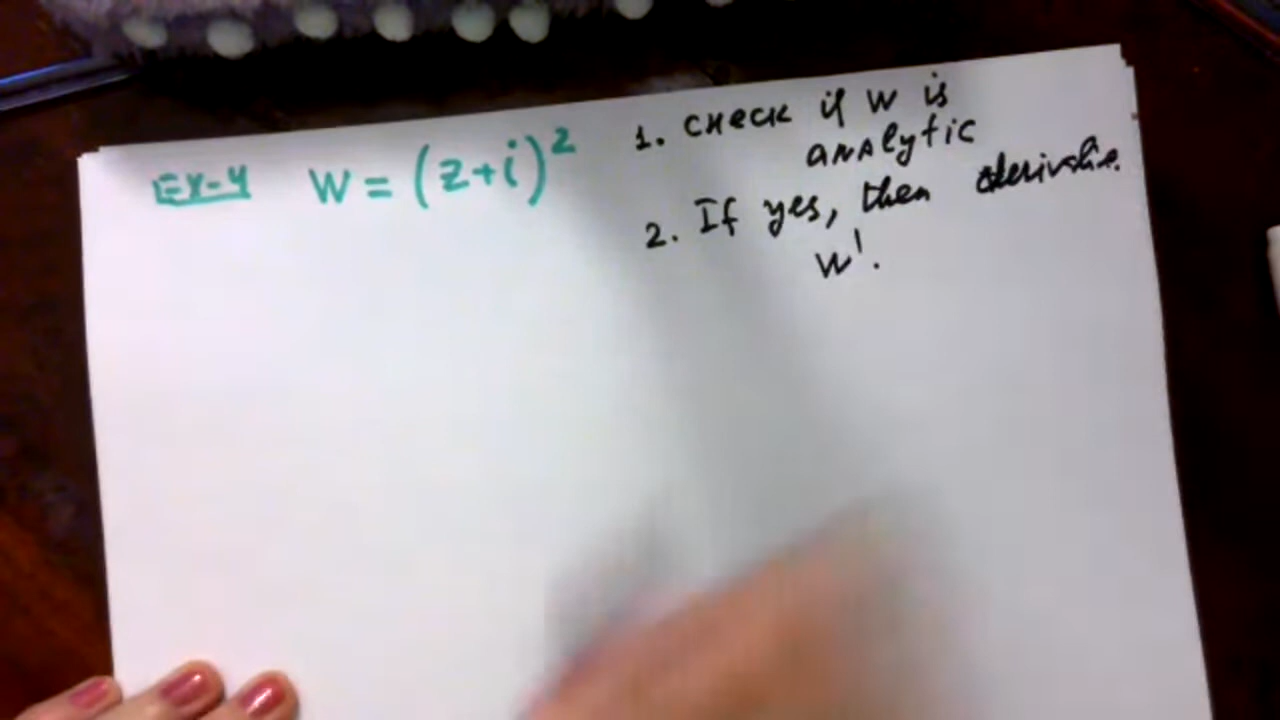 Ex-4 W = (z+i)²
1. CHECK if W is
ANAlytic
2. If yes, then derivative
W'.